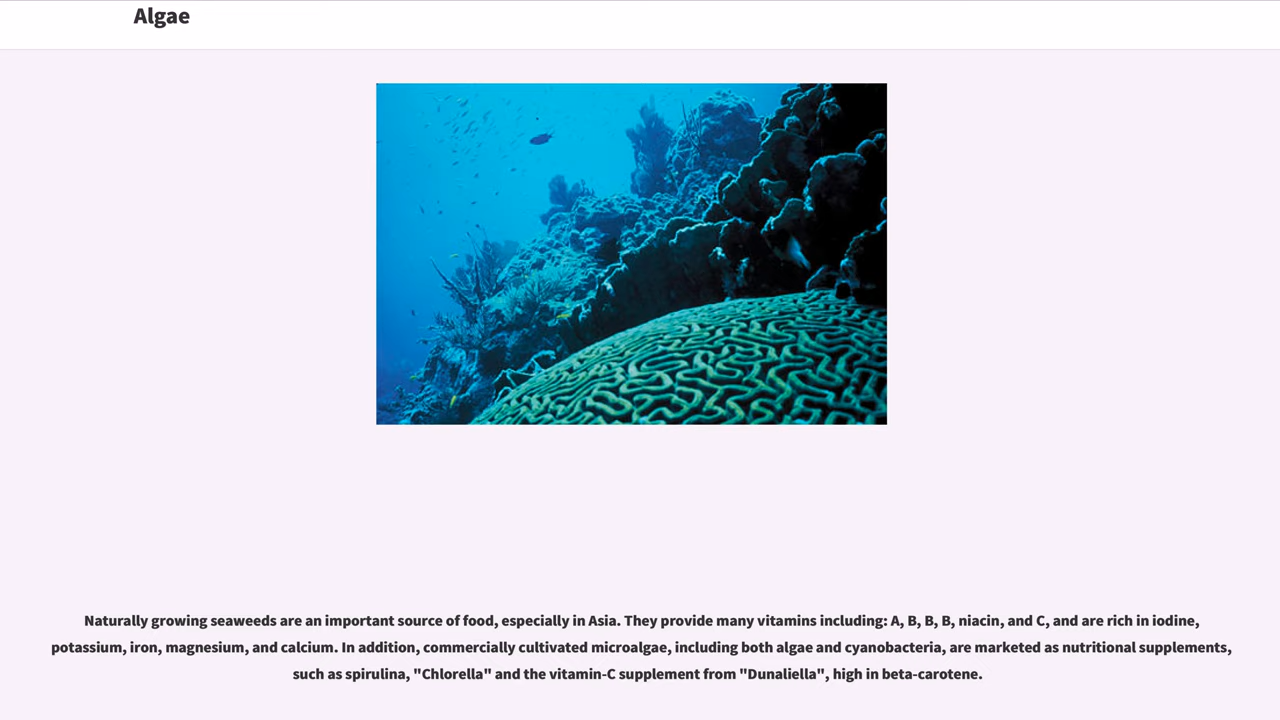 Algae
Naturally growing seaweeds are an important source of food, especially in Asia. They provide many vitamins including: A, B, B, B, niacin, and C, and are rich in iodine,
potassium, iron, magnesium, and calcium. In addition, commercially cultivated microalgae, including both algae and cyanobacteria, are marketed as nutritional supplements,
such as spirulina, "Chlorella" and the vitamin-C supplement from "Dunaliella", high in beta-carotene.